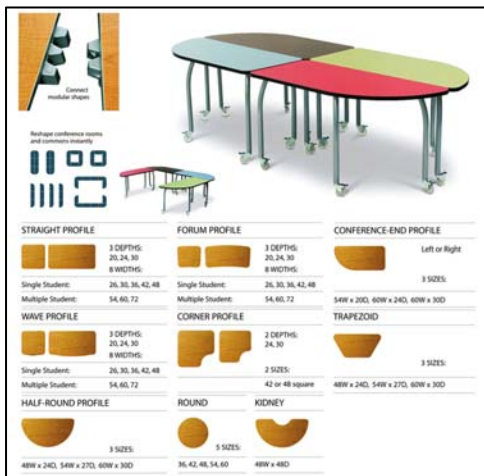 Connect
modular shapes
Reshape conference rooms
and commons instantly
STRAIGHT PROFILE
3 DEPTHS:
20, 24, 30
8 WIDTHS:
Single Student: 26, 30, 36, 42, 48
Multiple Student: 54, 60, 72
FORUM PROFILE
3 DEPTHS:
20, 24, 30
8 WIDTHS:
Single Student: 26, 30, 36, 42, 48
Multiple Student: 54, 60, 72
CONFERENCE-END PROFILE
Left or Right
3 SIZES:
54W x 20D, 60W x 24D, 60W x 30D
WAVE PROFILE
3 DEPTHS:
20, 24, 30
8 WIDTHS:
Single Student: 26, 30, 36, 42, 48
Multiple Student: 54, 60, 72
CORNER PROFILE
2 DEPTHS:
24, 30
2 SIZES:
42 or 48 square
TRAPEZOID
3 SIZES:
48W x 24D, 54W x 27D, 60W x 30D
HALF-ROUND PROFILE
3 SIZES:
48W x 24D, 54W x 27D, 60W x 30D
ROUND
5 SIZES:
36, 42, 48, 54, 60
KIDNEY
48W x 48D